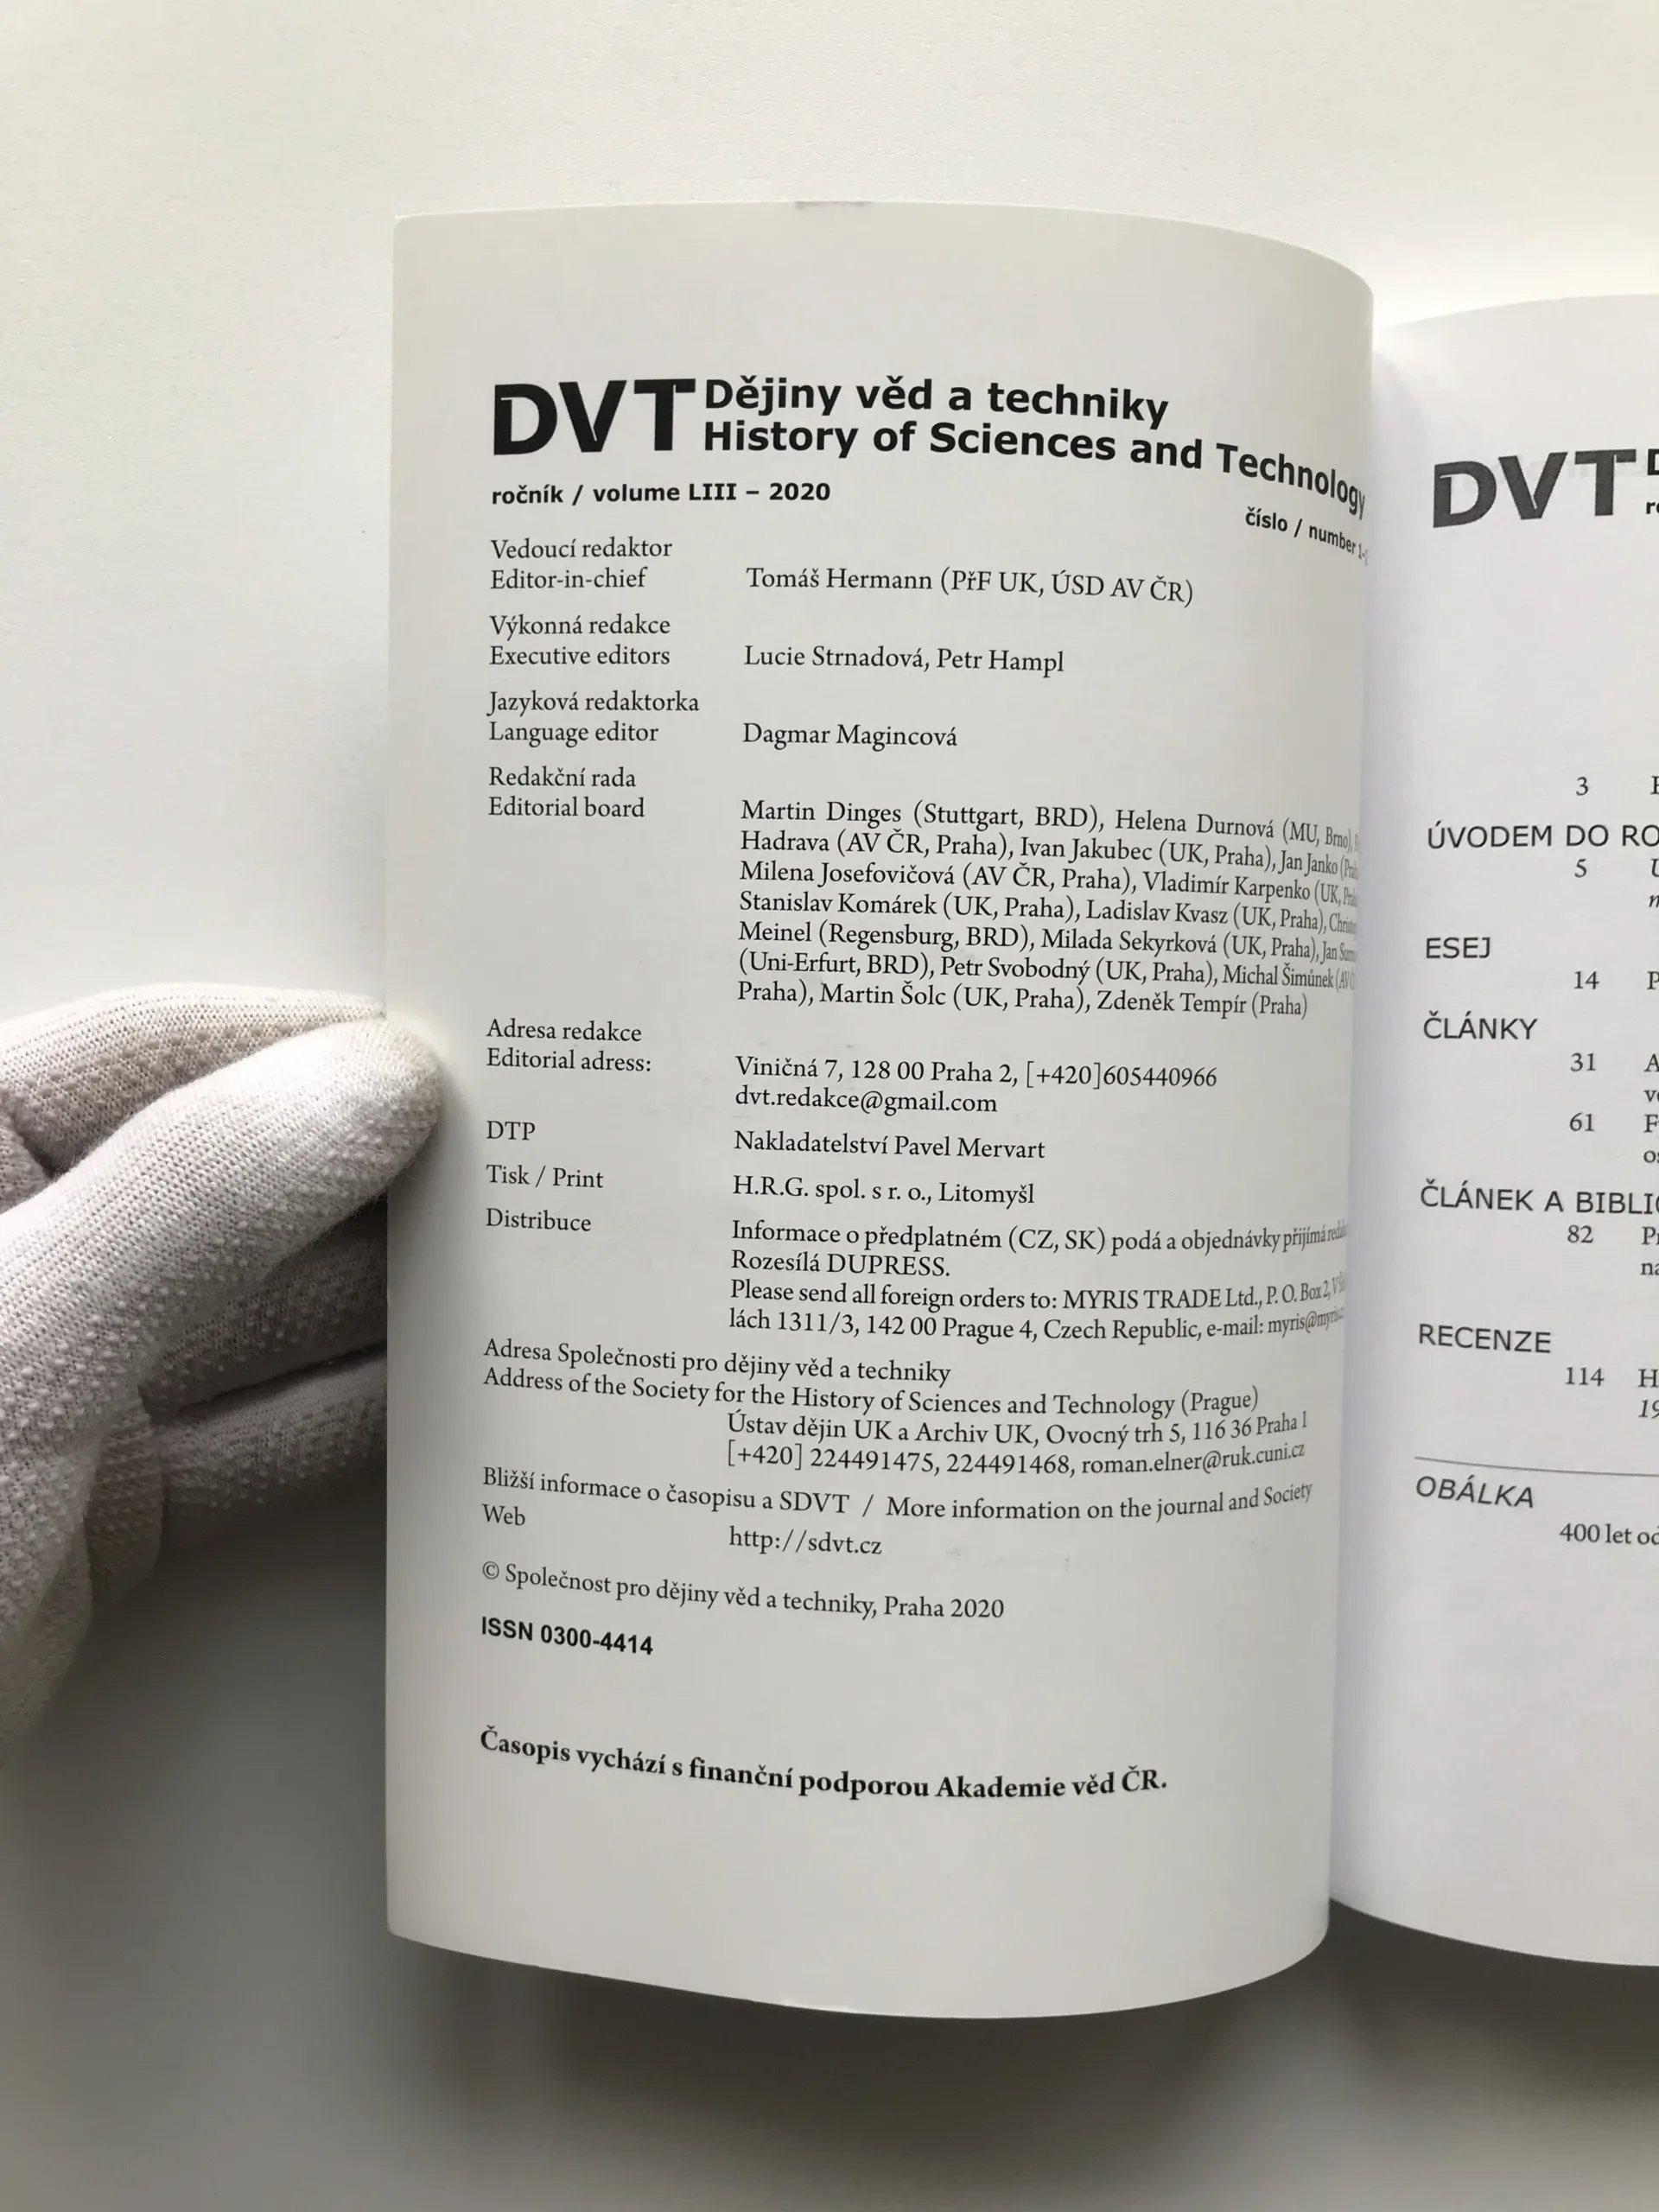 DVT Dějiny věd a techniky
History of Sciences and Technology
ročník / volume LIII – 2020
číslo / number
Vedoucí redaktor
Editor-in-chief Tomáš Hermann (PřF UK, ÚSD AV ČR)
Výkonná redakce
Executive editors Lucie Strnadová, Petr Hampl
Jazyková redaktorka
Language editor Dagmar Magincová
Redakční rada
Editorial board Martin Dinges (Stuttgart, BRD), Helena Durnová (MU, Brno),
Hadrava (AV ČR, Praha), Ivan Jakubec (UK, Praha), Jan Janko
Milena Josefovičová (AV ČR, Praha), Vladimír Karpenko (UK,
Stanislav Komárek (UK, Praha), Ladislav Kvasz (UK, Praha),
Meinel (Regensburg, BRD), Milada Sekyrková (UK, Praha), Jan
(Uni-Erfurt, BRD), Petr Svobodný (UK, Praha), Michal Šimůnek
Praha), Martin Šolc (UK, Praha), Zdeněk Tempír (Praha)
Adresa redakce
Editorial adress: Viničná 7, 128 00 Praha 2, [+420]605440966
dvt.redakce@gmail.com
DTP Nakladatelství Pavel Mervart
Tisk / Print H.R.G. spol. s r. o., Litomyšl
Distribuce Informace o předplatném (CZ, SK) podá a objednávky přijímá
Rozesílá DUPRESS.
Please send all foreign orders to: MYRIS TRADE Ltd., P. O. Box 2,
lách 1311/3, 142 00 Prague 4, Czech Republic, e-mail:
Adresa Společnosti pro dějiny věd a techniky
Address of the Society for the History of Sciences and Technology (Prague)
Ústav dějin UK a Archiv UK, Ovocný trh 5, 116 36 Praha 1
[+420] 224491475, 224491468, roman.elner@ruk.cuni.cz
Bližší informace o časopisu a SDVT / More information on the journal and Society
Web http://sdvt.cz
© Společnost pro dějiny věd a techniky, Praha 2020
ISSN 0300-4414
Časopis vychází s finanční podporou Akademie věd ČR.
DVT
3
ÚVODEM DO
5
ESEJ
14
ČLÁNKY
31
61
ČLÁNEK A
82
RECENZE
114
OBÁLKA
400 let